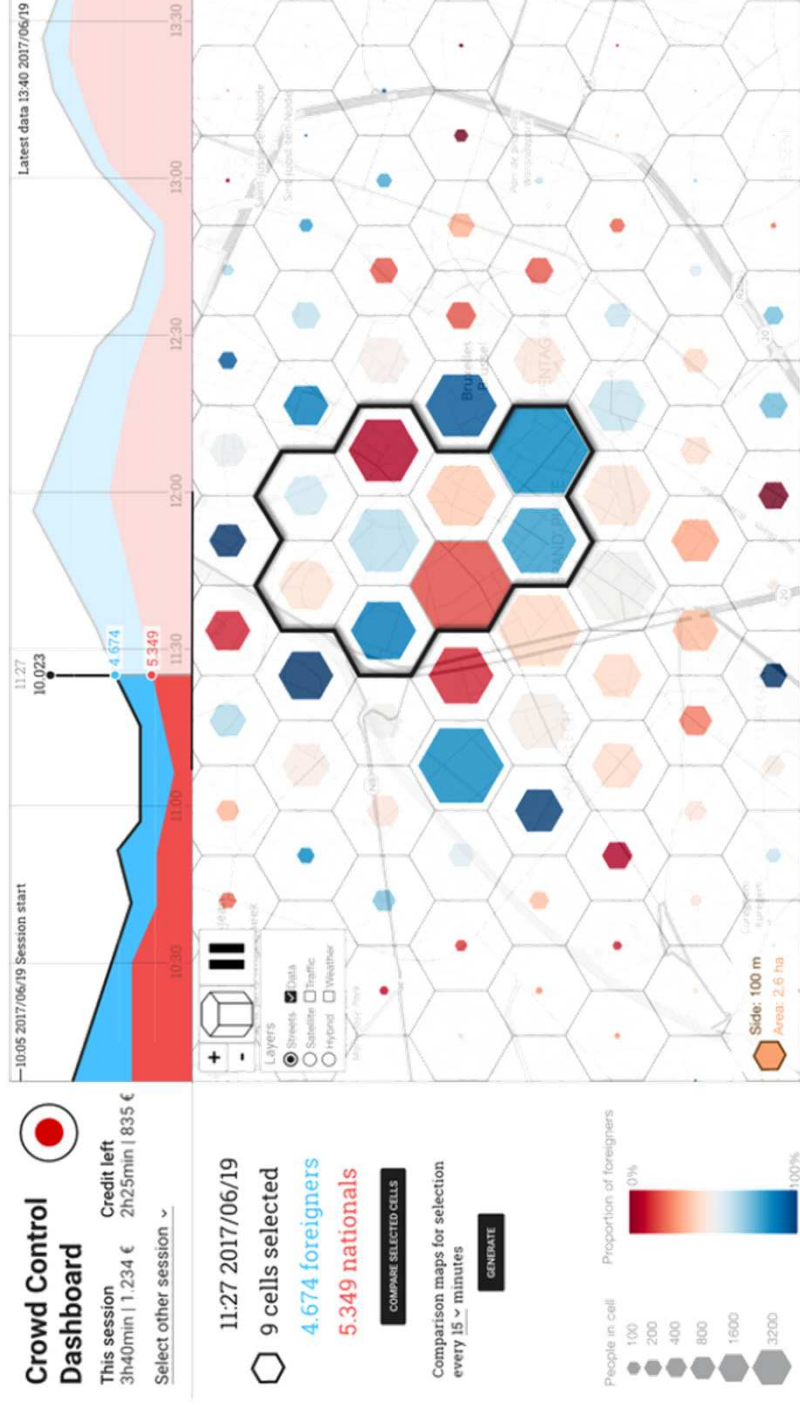 Crowd Control
Dashboard
This session
3h40min | 1.234 €
Credit left
2h25min | 835 €
Select other session
11:27 2017/06/19
9 cells selected
4.674 foreigners
5.349 nationals
COMPARE SELECTED CELLS
Comparison maps for selection
every 15 minutes
GENERATE
People in cell
100
200
400
800
1600
3200
Proportion of foreigners
0%
100%
10:05 2017/06/19 Session start
Latest data 13:40 2017/06/19
11:27
10.023
4.674
5.349
10:30
11:00
11:30
12:00
12:30
13:00
13:30
+
-
Layers
Streets
Data
Satellite
Traffic
Hybrid
Weather
Side: 100 m
Area: 2.6 ha
Bruxelles
20
20